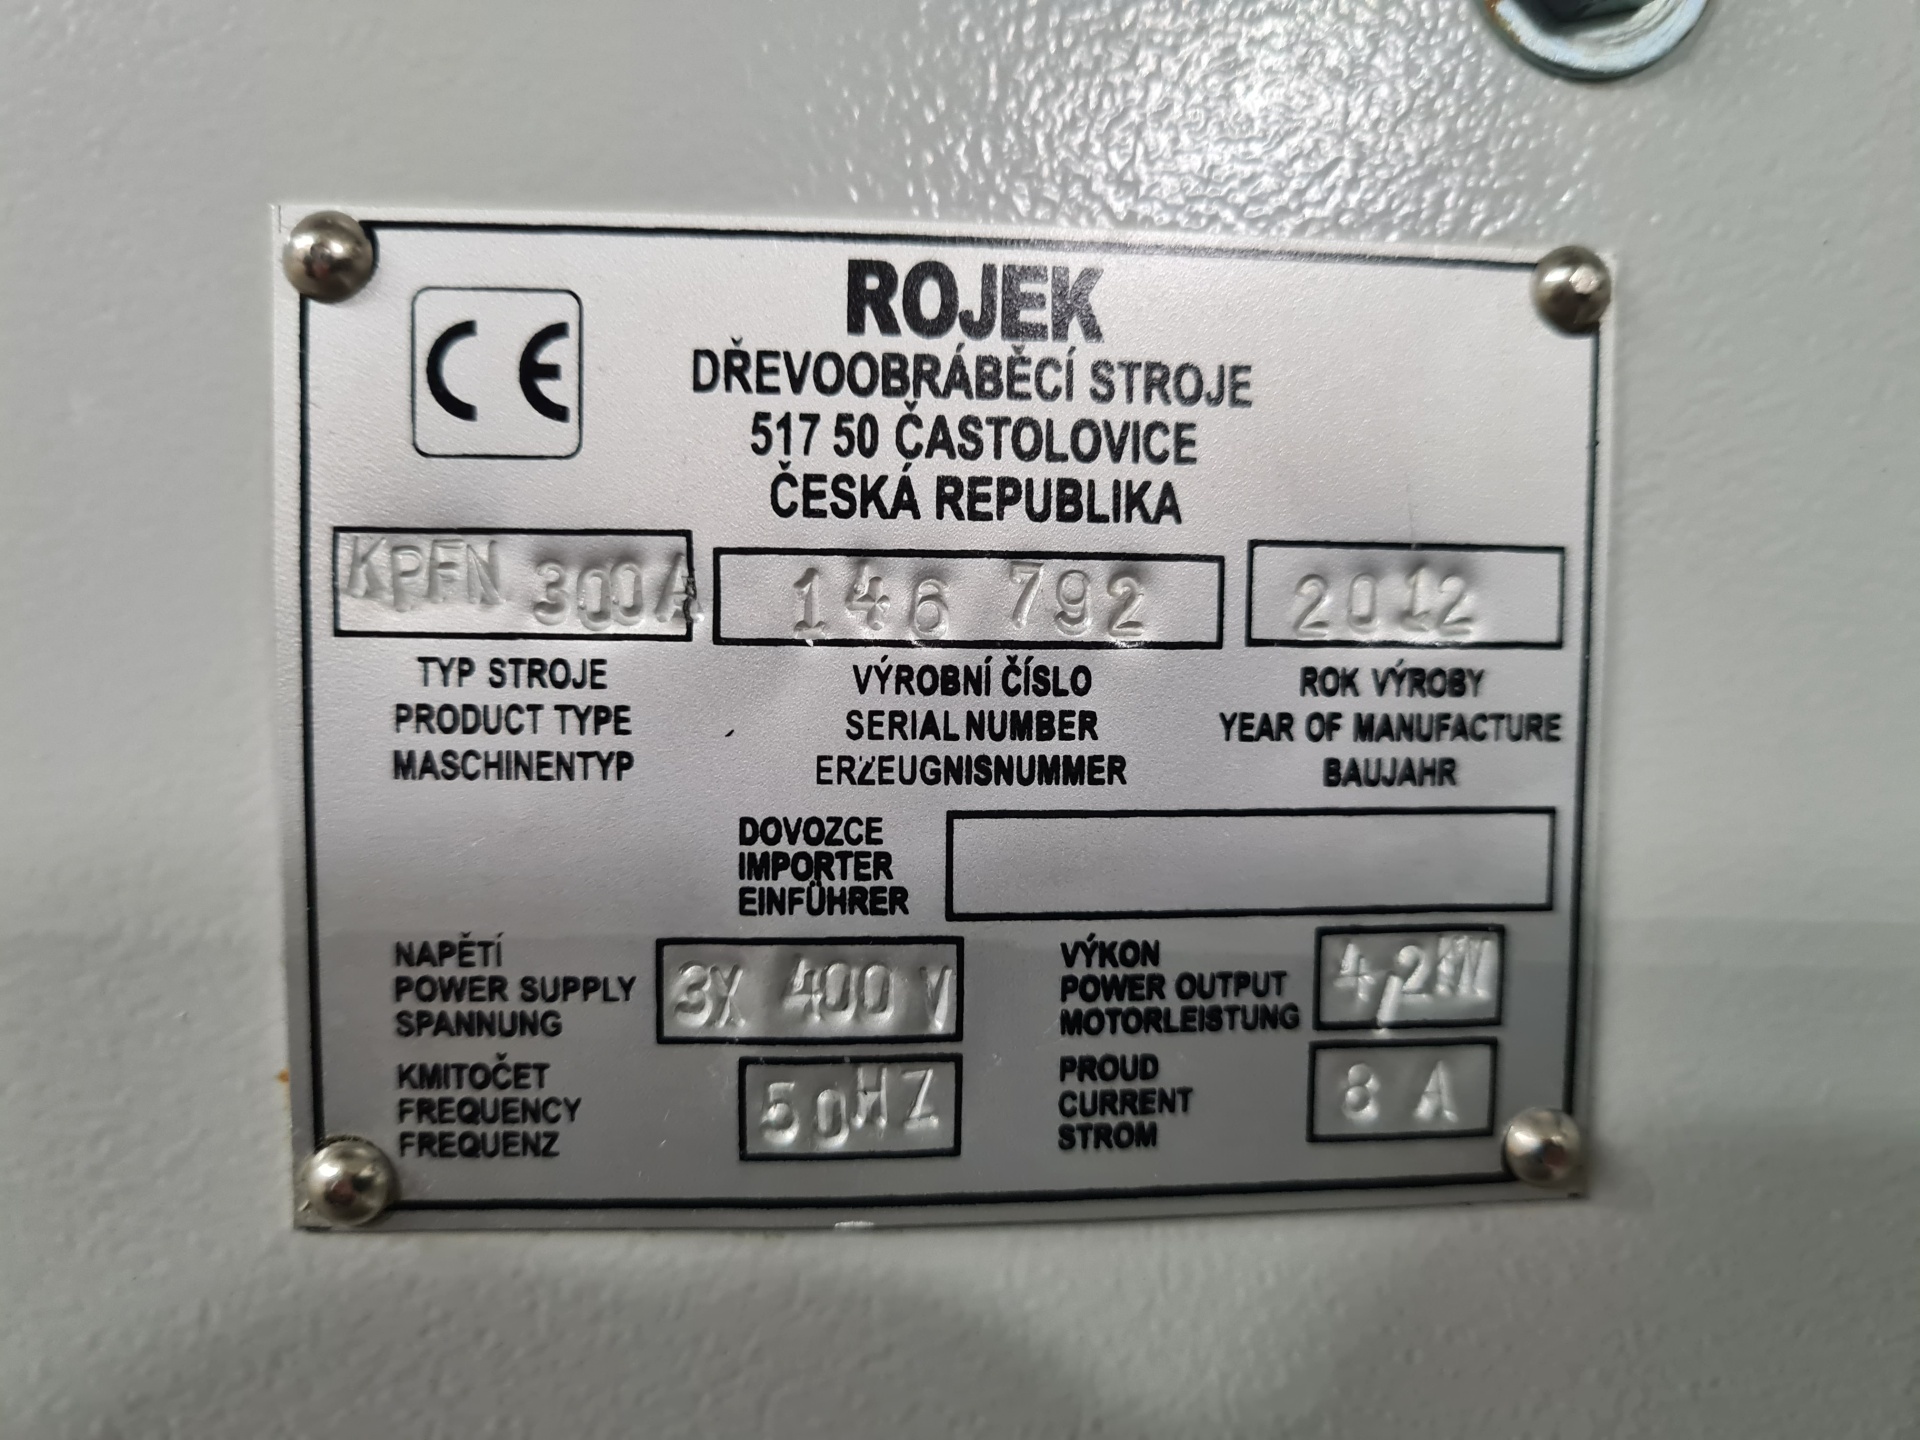 CE
ROJEK
DŘEVOOBRÁBĚCÍ STROJE
517 50 ČASTOLOVICE
ČESKÁ REPUBLIKA
KPFN 300A
146 792
2012
TYP STROJE
PRODUCT TYPE
MASCHINENTYP
VÝROBNÍ ČÍSLO
SERIAL NUMBER
ERZEUGNISNUMMER
ROK VÝROBY
YEAR OF MANUFACTURE
BAUJAHR
DOVOZCE
IMPORTER
EINFÜHRER
NAPĚTÍ
POWER SUPPLY
SPANNUNG
3X 400 V
VÝKON
POWER OUTPUT
MOTORLEISTUNG
4,2KW
KMITOČET
FREQUENCY
FREQUENZ
50HZ
PROUD
CURRENT
STROM
8 A